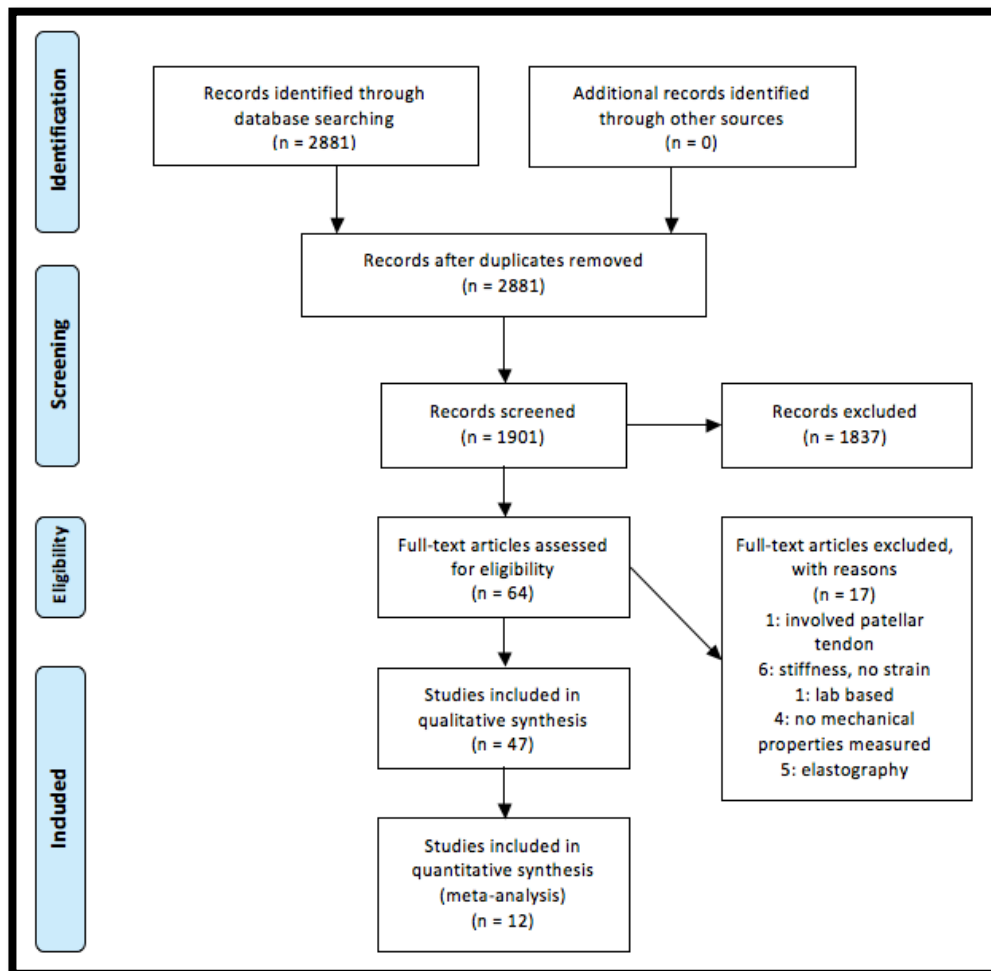 Identification
Records identified through
database searching
(n = 2881)
Additional records identified
through other sources
(n = 0)
Records after duplicates removed
(n = 2881)
Screening
Records screened
(n = 1901)
Records excluded
(n = 1837)
Eligibility
Full-text articles assessed
for eligibility
(n = 64)
Full-text articles excluded,
with reasons
(n = 17)
1: involved patellar
tendon
6: stiffness, no strain
1: lab based
4: no mechanical
properties measured
5: elastography
Included
Studies included in
qualitative synthesis
(n = 47)
Studies included in
quantitative synthesis
(meta-analysis)
(n = 12)